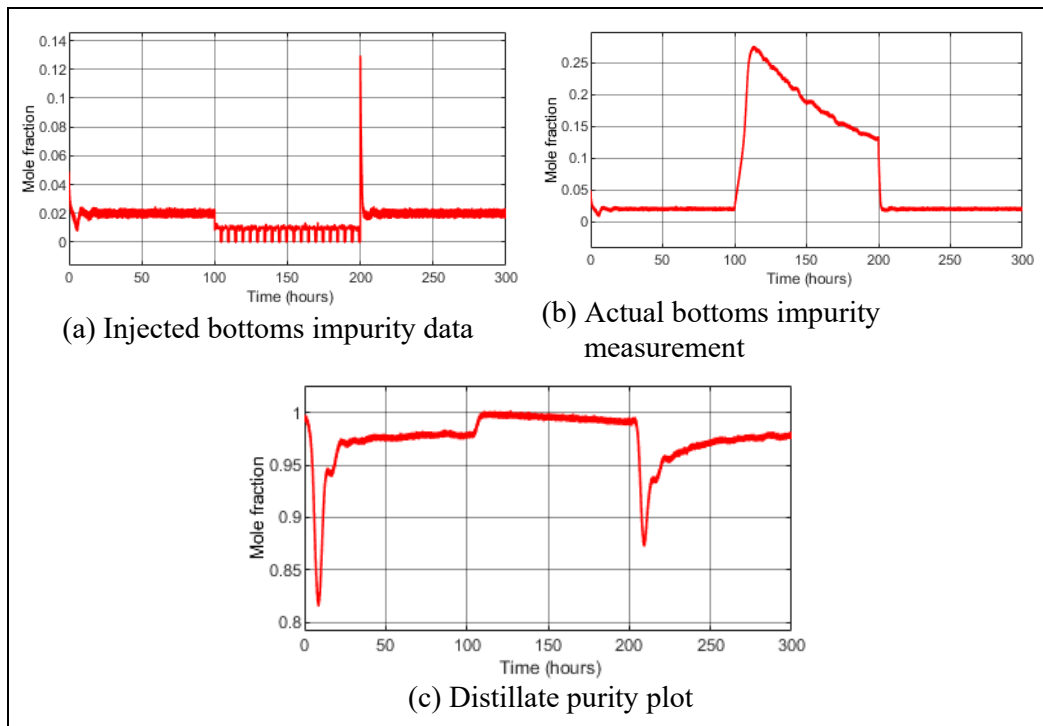 0.14
0.12
0.1
0.08
0.06
0.04
0.02
0
Mole fraction
0 50 100 150 200 250 300
Time (hours)
(a) Injected bottoms impurity data
0.25
0.2
0.15
0.1
0.05
0
Mole fraction
0 50 100 150 200 250 300
Time (hours)
(b) Actual bottoms impurity
measurement
1
0.95
0.9
0.85
0.8
Mole fraction
0 50 100 150 200 250 300
Time (hours)
(c) Distillate purity plot